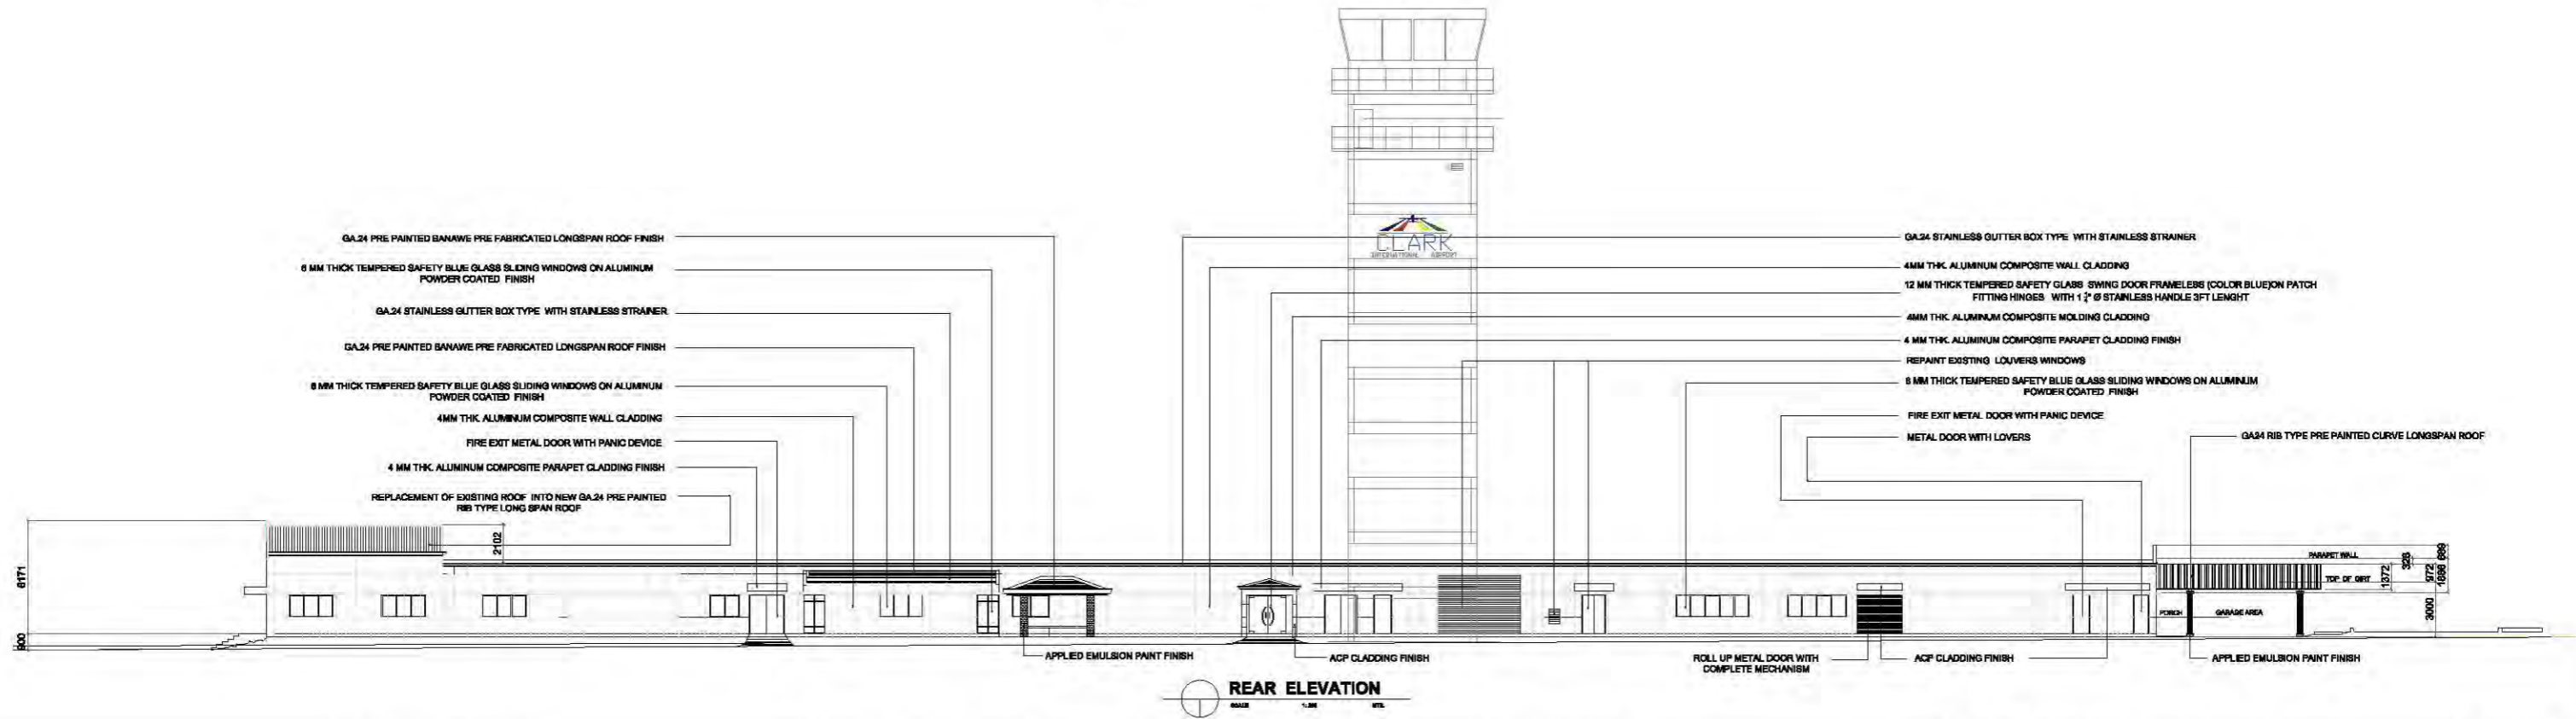 CLARK
INTERNATIONAL AIRPORT
GA.24 PRE PAINTED BANAWE PRE FABRICATED LONGSPAN ROOF FINISH
6 MM THICK TEMPERED SAFETY BLUE GLASS SLIDING WINDOWS ON ALUMINUM
POWDER COATED FINISH
GA.24 STAINLESS GUTTER BOX TYPE WITH STAINLESS STRAINER
GA.24 PRE PAINTED BANAWE PRE FABRICATED LONGSPAN ROOF FINISH
6 MM THICK TEMPERED SAFETY BLUE GLASS SLIDING WINDOWS ON ALUMINUM
POWDER COATED FINISH
4MM THK. ALUMINUM COMPOSITE WALL CLADDING
FIRE EXIT METAL DOOR WITH PANIC DEVICE
4 MM THK. ALUMINUM COMPOSITE PARAPET CLADDING FINISH
REPLACEMENT OF EXISTING ROOF INTO NEW GA.24 PRE PAINTED
RIB TYPE LONG SPAN ROOF
GA.24 STAINLESS GUTTER BOX TYPE WITH STAINLESS STRAINER
4MM THK. ALUMINUM COMPOSITE WALL CLADDING
12 MM THICK TEMPERED SAFETY GLASS SWING DOOR FRAMELESS (COLOR BLUE)ON PATCH
FITTING HINGES WITH 1 Ø STAINLESS HANDLE 3FT LENGHT
4MM THK. ALUMINUM COMPOSITE MOLDING CLADDING
4 MM THK. ALUMINUM COMPOSITE PARAPET CLADDING FINISH
REPAINT EXISTING LOUVERS WINDOWS
6 MM THICK TEMPERED SAFETY BLUE GLASS SLIDING WINDOWS ON ALUMINUM
POWDER COATED FINISH
FIRE EXIT METAL DOOR WITH PANIC DEVICE
METAL DOOR WITH LOVERS
GA24 RIB TYPE PRE PAINTED CURVE LONGSPAN ROOF
2102
6171
900
PARAPET WALL
TOP OF GIRT
PORCH
GARAGE AREA
1372
326
972
689
3000
APPLIED EMULSION PAINT FINISH
ACP CLADDING FINISH
ROLL UP METAL DOOR WITH
COMPLETE MECHANISM
ACP CLADDING FINISH
APPLIED EMULSION PAINT FINISH
REAR ELEVATION
SCALE
MTS.